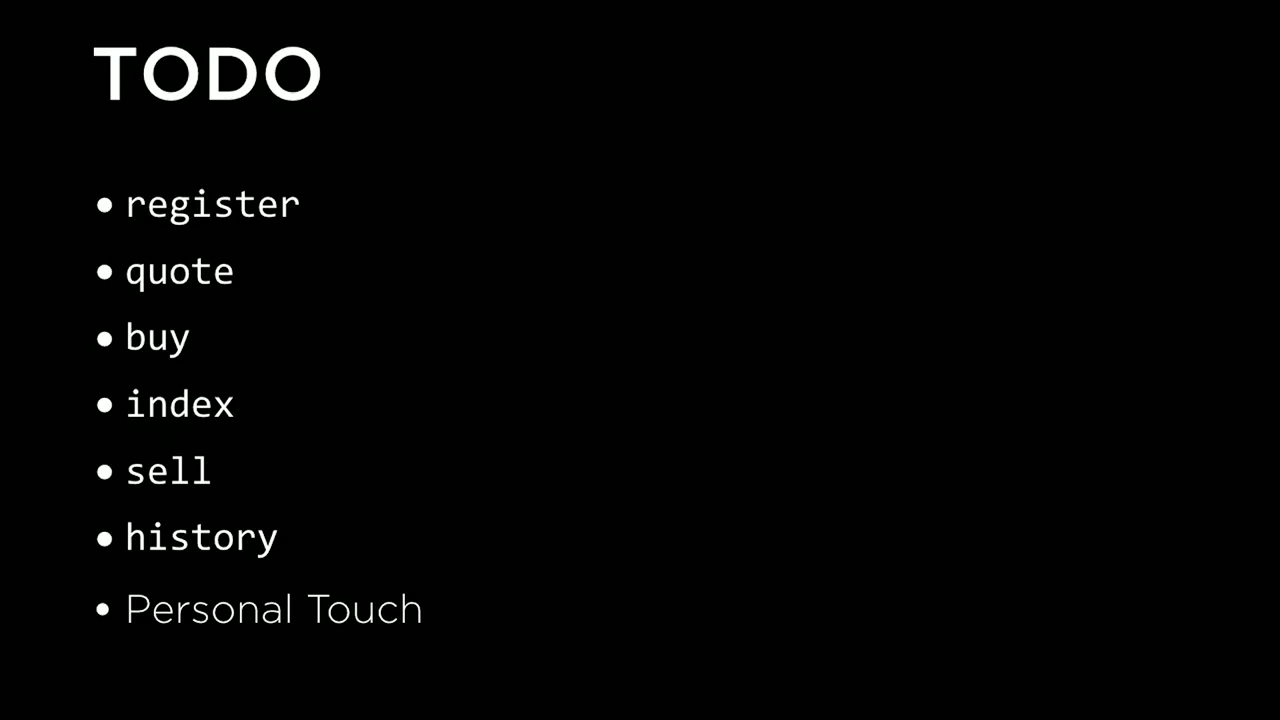 TODO
• register
• quote
• buy
• index
• sell
• history
• Personal Touch